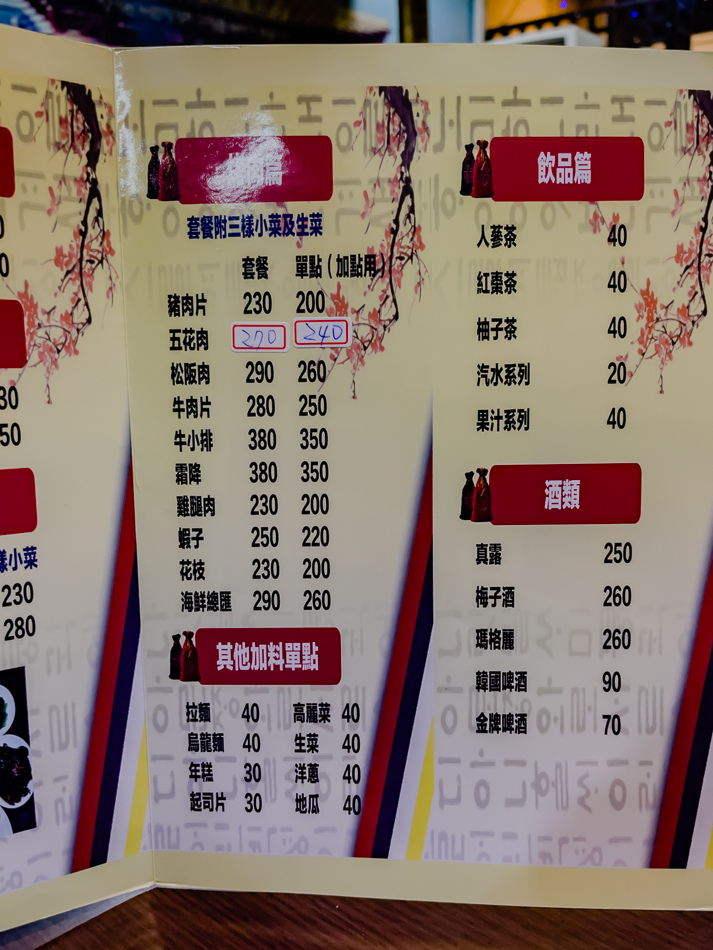 30
50
樣小菜
230
280
篇
套餐附三樣小菜及生菜
套餐 單點(加點用)
豬肉片 230 200
五花肉 270 240
松阪肉 290 260
牛肉片 280 250
牛小排 380 350
霜降 380 350
雞腿肉 230 200
蝦子 250 220
花枝 230 200
海鮮總匯 290 260
其他加料單點
拉麵 40 高麗菜 40
烏龍麵 40 生菜 40
年糕 30 洋蔥 40
起司片 30 地瓜 40
飲品篇
人蔘茶 40
紅棗茶 40
柚子茶 40
汽水系列 20
果汁系列 40
酒類
真露 250
梅子酒 260
瑪格麗 260
韓國啤酒 90
金牌啤酒 70